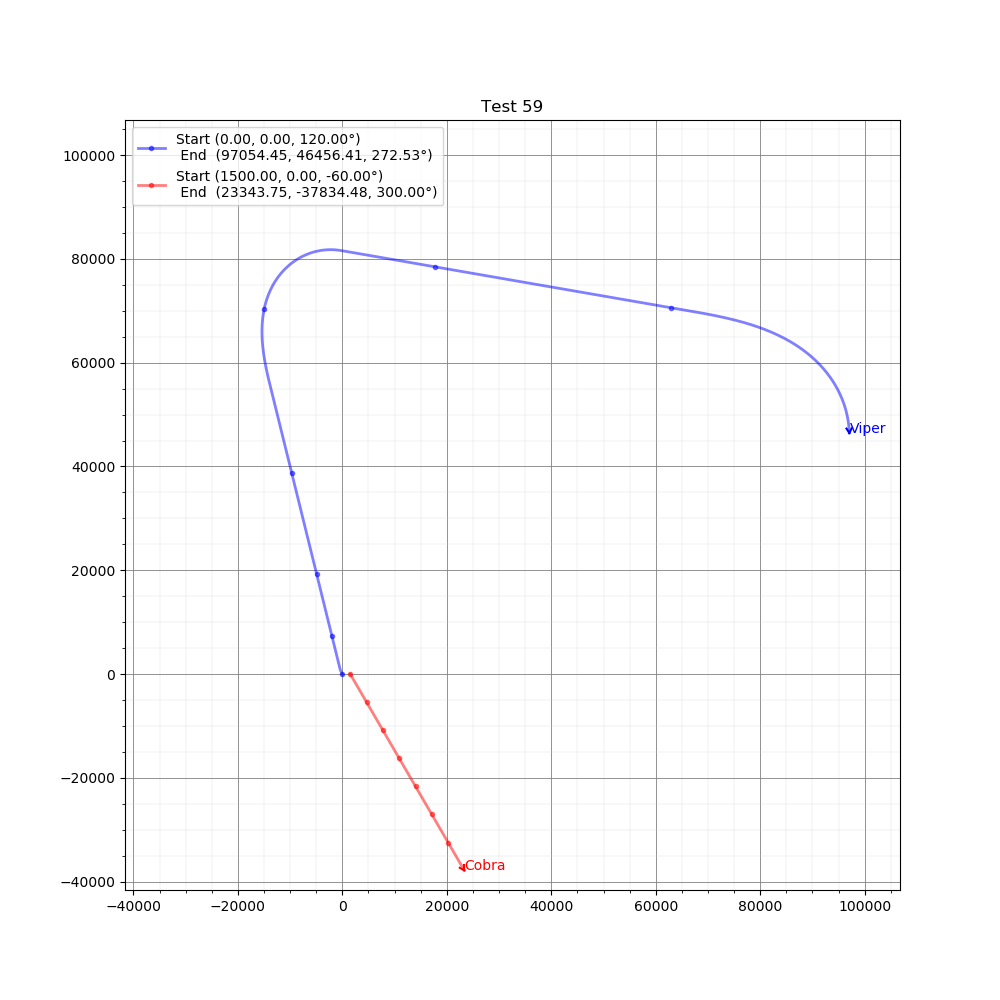 Test 59
Start (0.00, 0.00, 120.00°)
End (97054.45, 46456.41, 272.53°)
Start (1500.00, 0.00, -60.00°)
End (23343.75, -37834.48, 300.00°)
100000
80000
60000
40000
20000
0
−20000
−40000
Viper
Cobra
−40000 −20000 0 20000 40000 60000 80000 100000